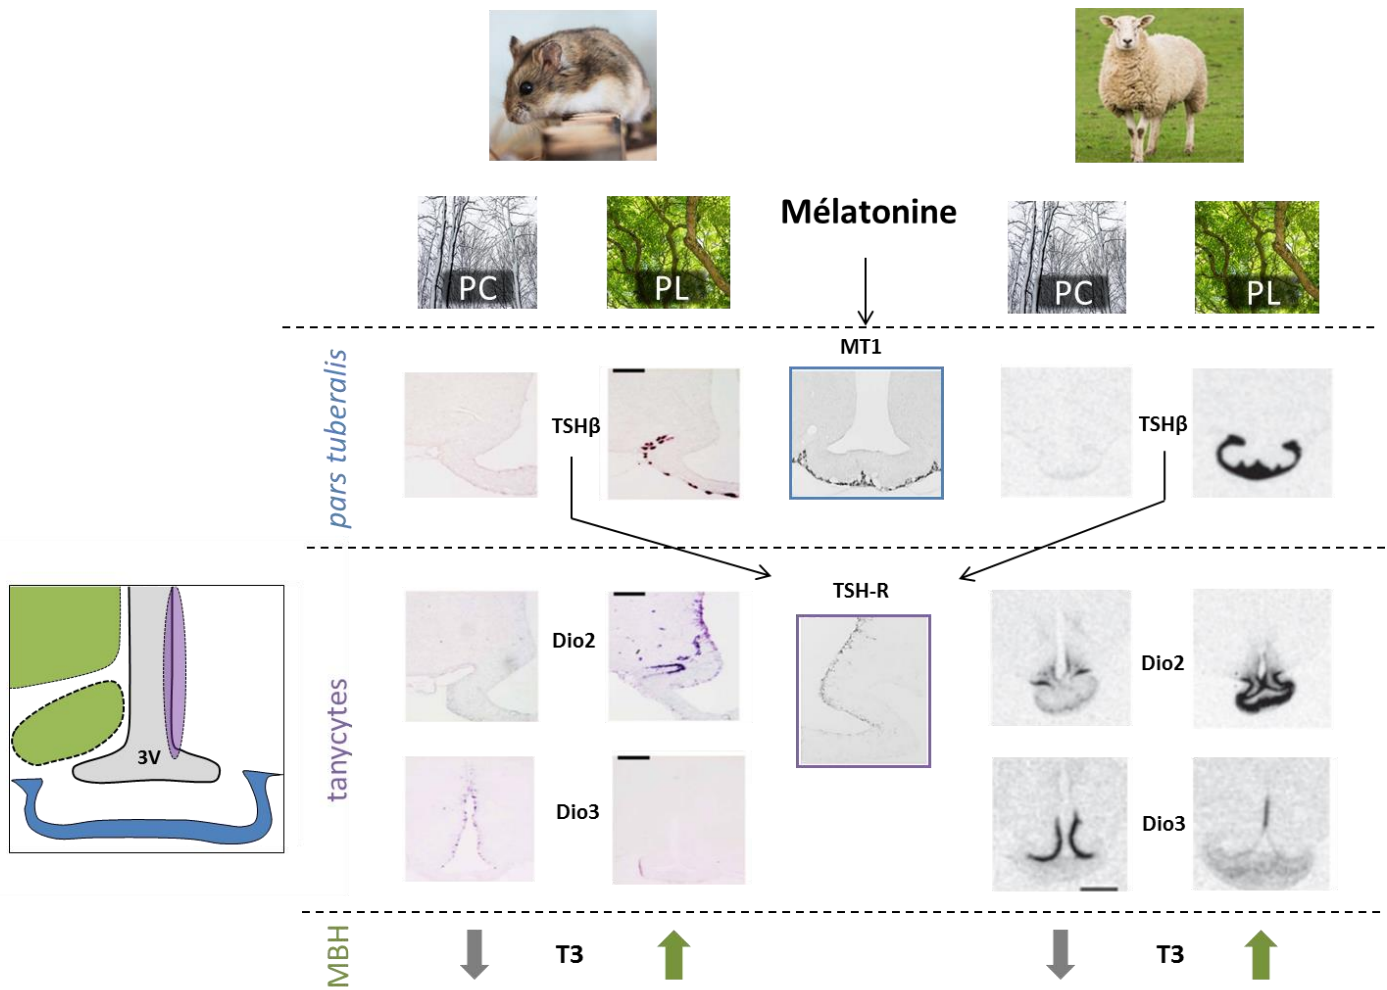 Mélatonine
PC
PL
PC
PL
MT1
pars tuberalis
TSHβ
TSHβ
TSH-R
tanycytes
Dio2
Dio2
3V
Dio3
Dio3
MBH
T3
T3